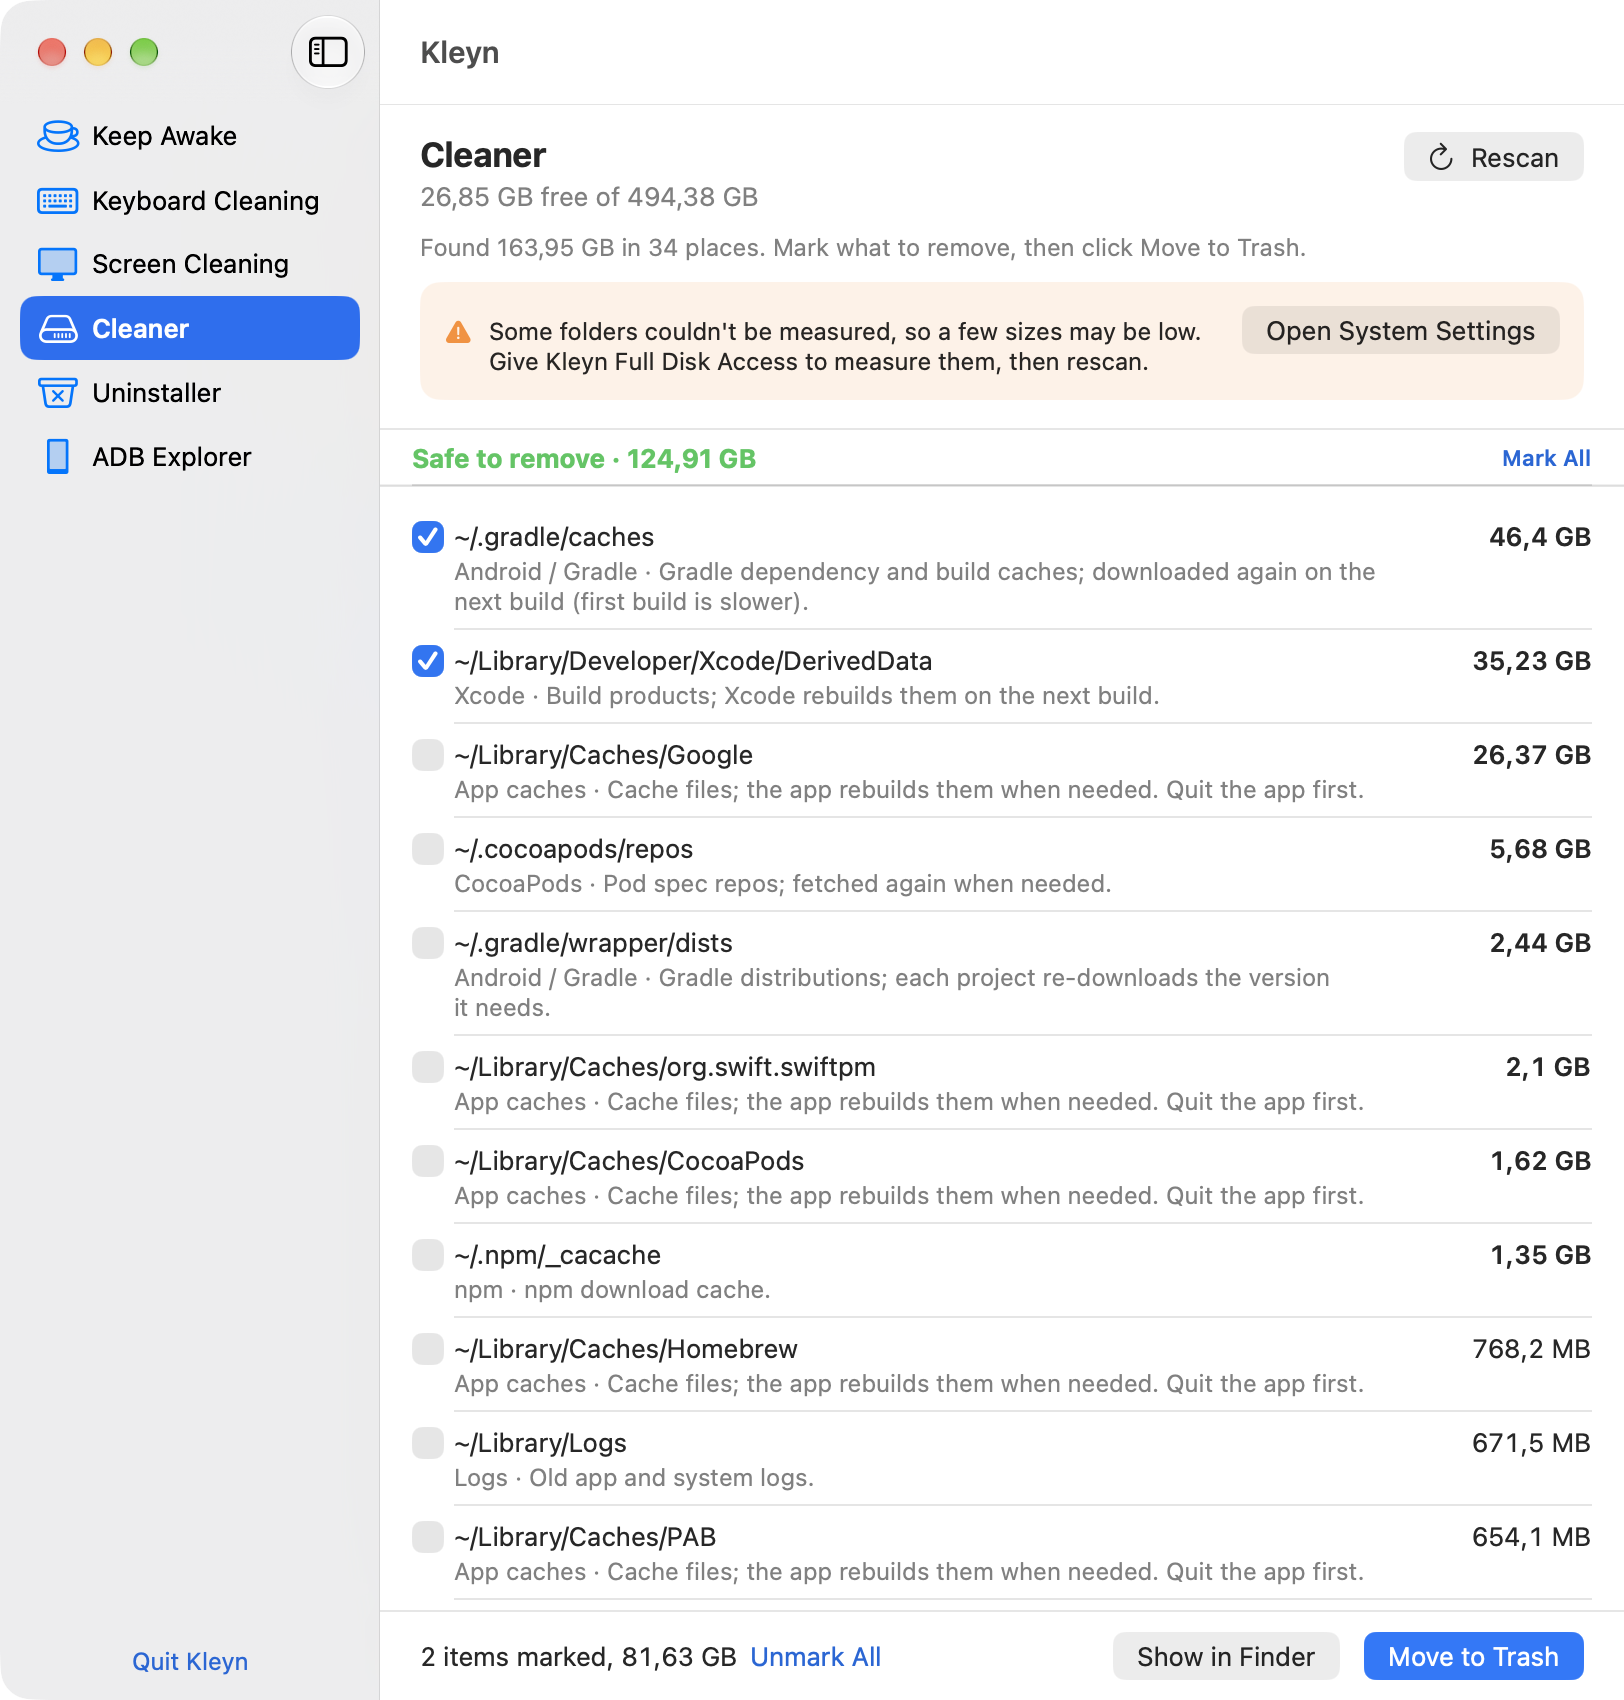 Keep Awake
Keyboard Cleaning
Screen Cleaning
Cleaner
Uninstaller
ADB Explorer
Quit Kleyn
Kleyn
Cleaner
Rescan
26,85 GB free of 494,38 GB
Found 163,95 GB in 34 places. Mark what to remove, then click Move to Trash.
Some folders couldn't be measured, so a few sizes may be low.
Give Kleyn Full Disk Access to measure them, then rescan.
Open System Settings
Safe to remove · 124,91 GB
Mark All
~/.gradle/caches
46,4 GB
Android / Gradle · Gradle dependency and build caches; downloaded again on the
next build (first build is slower).
~/Library/Developer/Xcode/DerivedData
35,23 GB
Xcode · Build products; Xcode rebuilds them on the next build.
~/Library/Caches/Google
26,37 GB
App caches · Cache files; the app rebuilds them when needed. Quit the app first.
~/.cocoapods/repos
5,68 GB
CocoaPods · Pod spec repos; fetched again when needed.
~/.gradle/wrapper/dists
2,44 GB
Android / Gradle · Gradle distributions; each project re-downloads the version
it needs.
~/Library/Caches/org.swift.swiftpm
2,1 GB
App caches · Cache files; the app rebuilds them when needed. Quit the app first.
~/Library/Caches/CocoaPods
1,62 GB
App caches · Cache files; the app rebuilds them when needed. Quit the app first.
~/.npm/_cacache
1,35 GB
npm · npm download cache.
~/Library/Caches/Homebrew
768,2 MB
App caches · Cache files; the app rebuilds them when needed. Quit the app first.
~/Library/Logs
671,5 MB
Logs · Old app and system logs.
~/Library/Caches/PAB
654,1 MB
App caches · Cache files; the app rebuilds them when needed. Quit the app first.
2 items marked, 81,63 GB
Unmark All
Show in Finder
Move to Trash